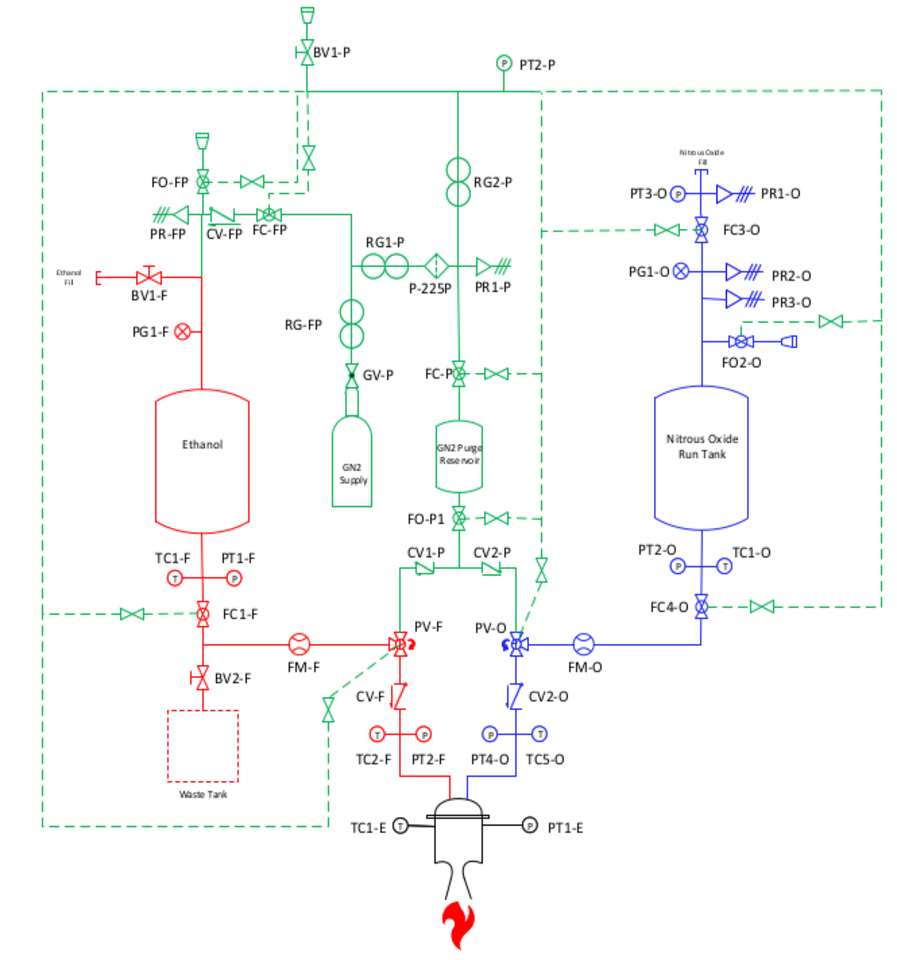 BV1-P
P
PT2-P
Nitrous Oxide
Fill
FO-FP
RG2-P
PT3-O
P
PR1-O
PR-FP
CV-FP
FC-FP
FC3-O
RG1-P
Ethanol
Fill
BV1-F
P-225P
PR1-P
PG1-O
PR2-O
PR3-O
RG-FP
PG1-F
FO2-O
GV-P
FC-P
Ethanol
GN2
Supply
GN2 Purge
Reservoir
Nitrous Oxide
Run Tank
FO-P1
CV1-P
CV2-P
TC1-F
PT1-F
T
P
PT2-O
TC1-O
P
T
FC1-F
FC4-O
PV-F
PV-O
FM-F
FM-O
BV2-F
CV-F
CV2-O
T
P
P
T
TC2-F
PT2-F
PT4-O
TC5-O
Waste Tank
TC1-E
T
P
PT1-E